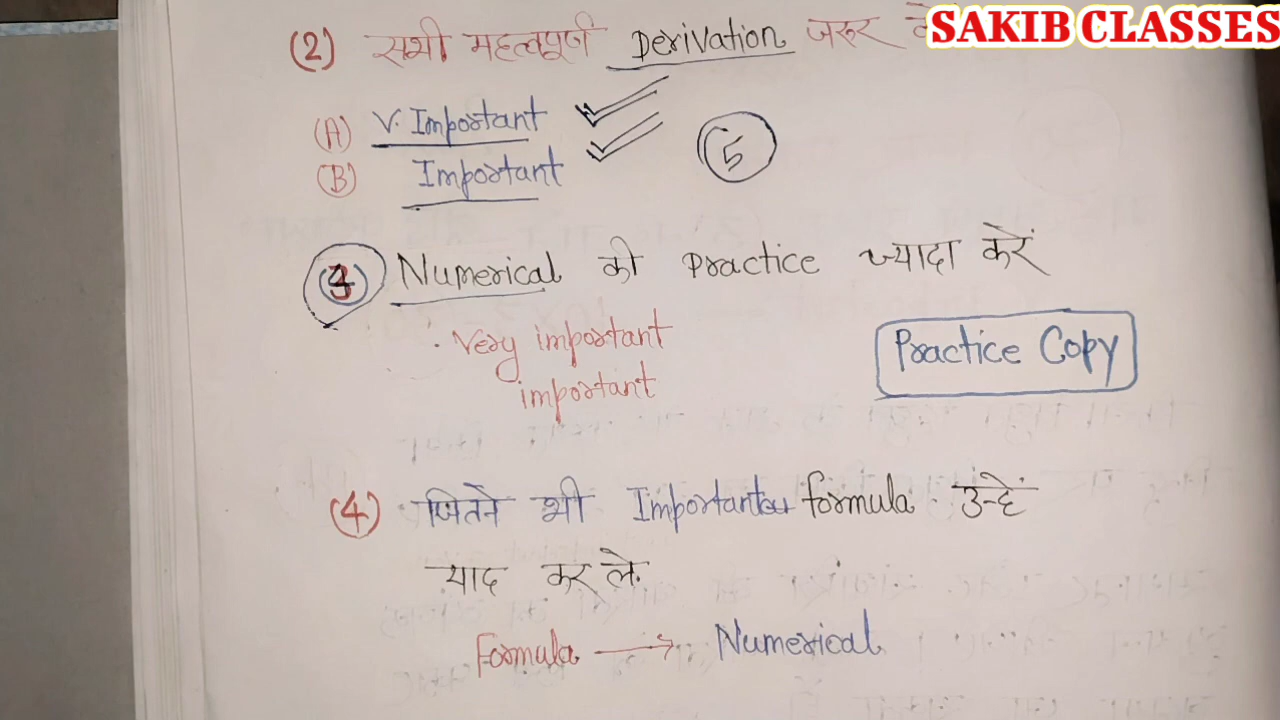 SAKIB CLASSES
(2) सभी महत्वपूर्ण Derivation जरूर
(A) V. Important
(B) Important
5
(3) Numerical की Practice ज्यादा करें
. Very important
important
Practice Copy
(4) जितने भी Important formula उन्हें
याद कर ले.
Formula → Numerical